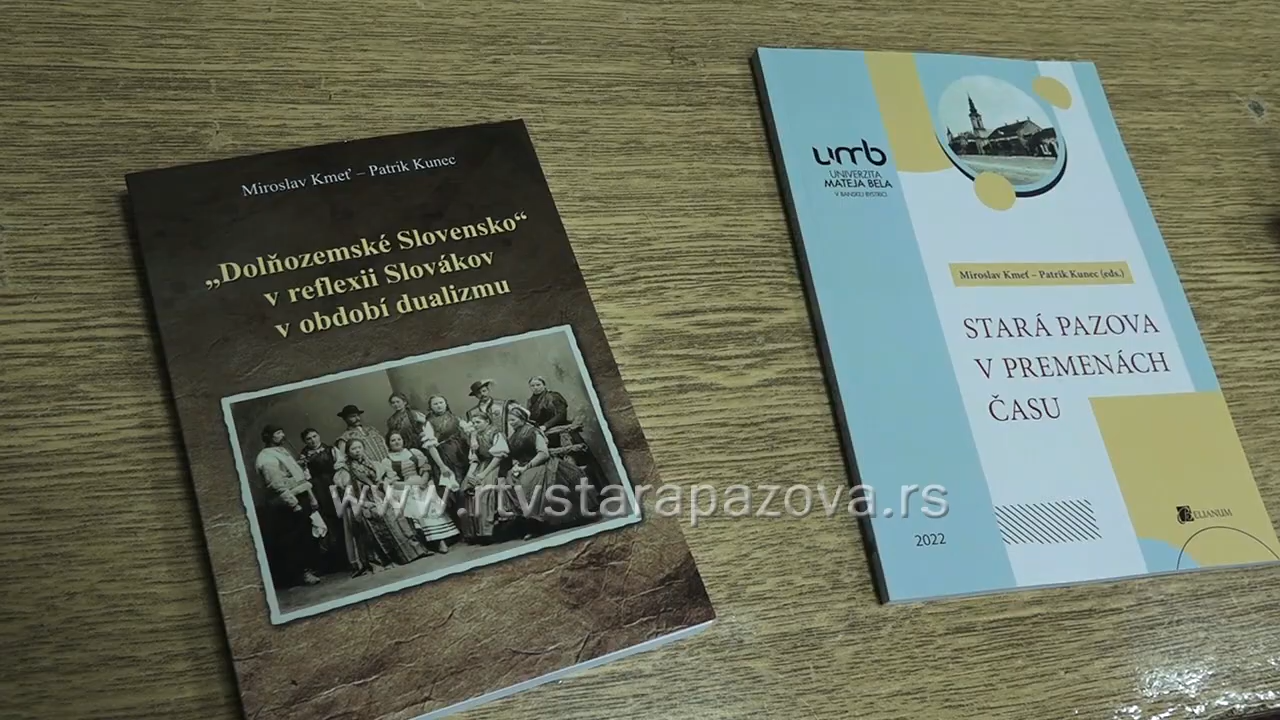 Miroslav Kmeť – Patrik Kunec
„Dolňozemské Slovensko“
v reflexii Slovákov
v období dualizmu
umb
UNIVERZITA
MATEJA BELA
V BANSKEJ BYSTRICI
Miroslav Kmeť – Patrik Kunec (eds.)
STARÁ PAZOVA
V PREMENÁCH
ČASU
2022
BELIANUM
www.rtvstarapazova.rs